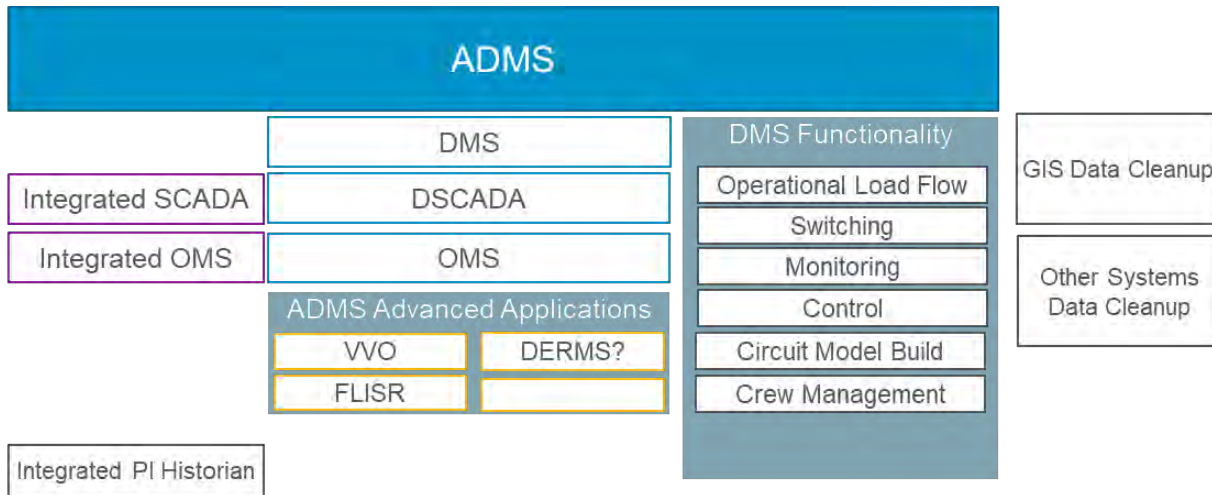 ADMS
DMS
Integrated SCADA
DSCADA
Integrated OMS
OMS
ADMS Advanced Applications
VVO
DERMS?
FLISR
Integrated PI Historian
DMS Functionality
Operational Load Flow
Switching
Monitoring
Control
Circuit Model Build
Crew Management
GIS Data Cleanup
Other Systems
Data Cleanup